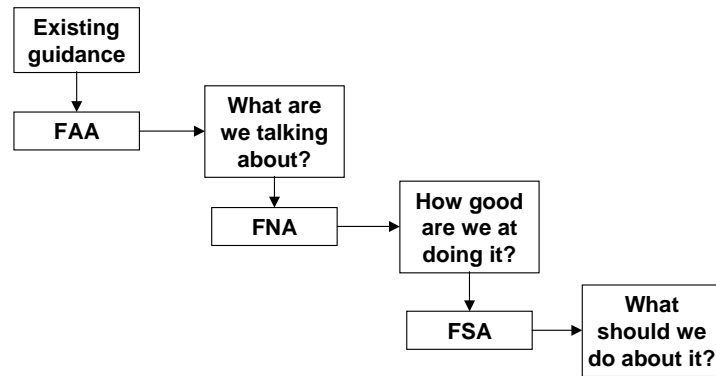 Existing
guidance
FAA
What are
we talking
about?
FNA
How good
are we at
doing it?
FSA
What
should we
do about it?